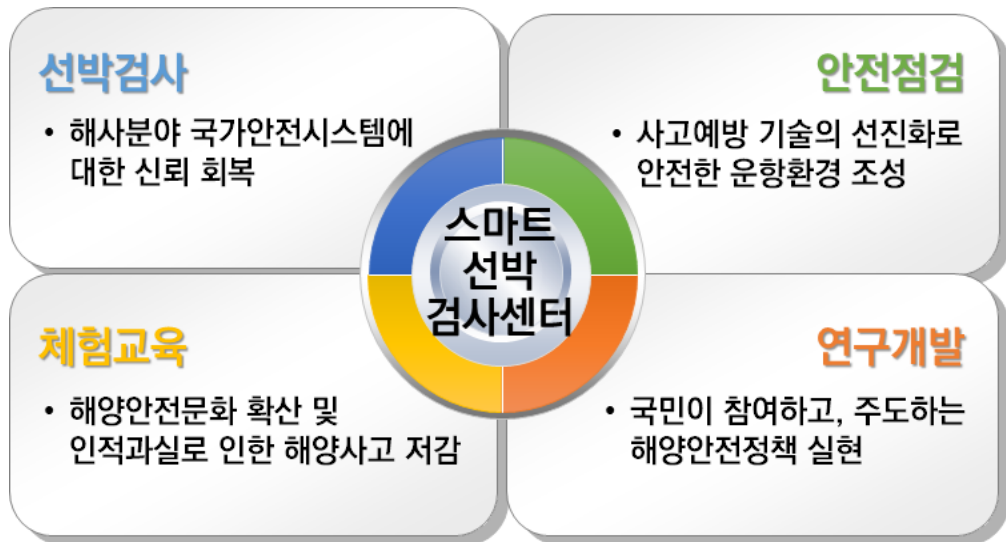 선박검사
• 해사분야 국가안전시스템에
대한 신뢰 회복
안전점검
• 사고예방 기술의 선진화로
안전한 운항환경 조성
스마트
선박
검사센터
체험교육
• 해양안전문화 확산 및
인적과실로 인한 해양사고 저감
연구개발
• 국민이 참여하고, 주도하는
해양안전정책 실현